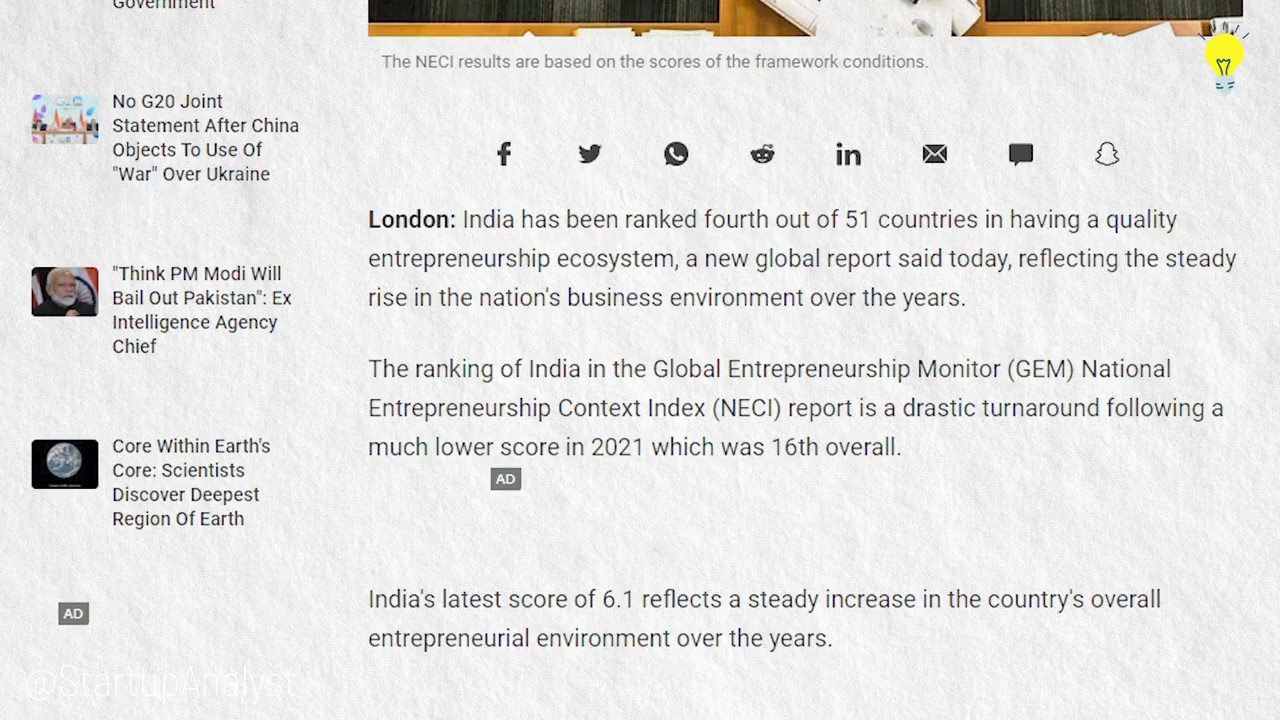 Government
No G20 Joint
Statement After China
Objects To Use Of
"War" Over Ukraine
"Think PM Modi Will
Bail Out Pakistan": Ex
Intelligence Agency
Chief
Core Within Earth's
Core: Scientists
Discover Deepest
Region Of Earth
AD
The NECI results are based on the scores of the framework conditions.
London: India has been ranked fourth out of 51 countries in having a quality
entrepreneurship ecosystem, a new global report said today, reflecting the steady
rise in the nation's business environment over the years.
The ranking of India in the Global Entrepreneurship Monitor (GEM) National
Entrepreneurship Context Index (NECI) report is a drastic turnaround following a
much lower score in 2021 which was 16th overall.
AD
India's latest score of 6.1 reflects a steady increase in the country's overall
entrepreneurial environment over the years.
@StartupAnalyst